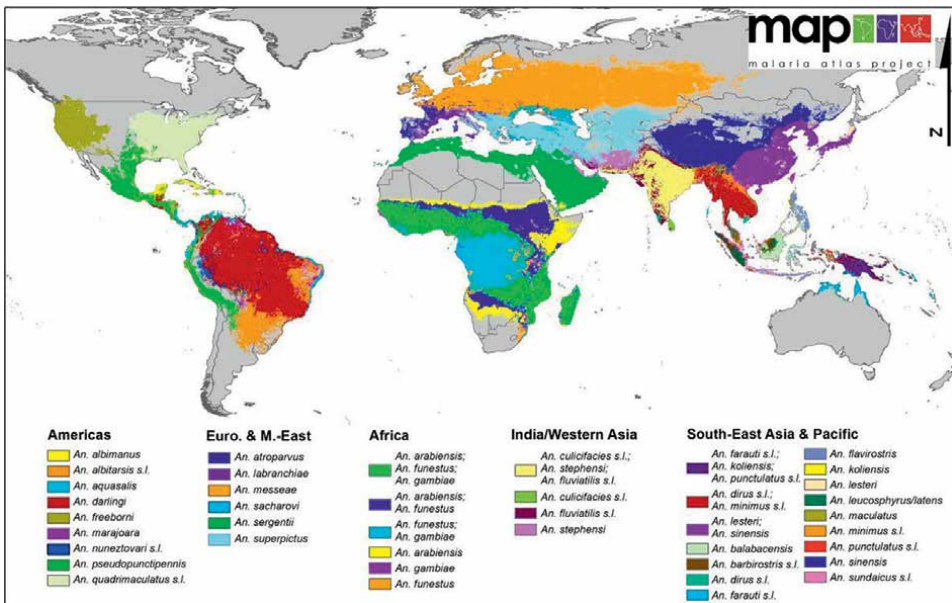 map
malaria atlas project
N
Americas
An. albimanus
An. albitarsis s.l.
An. aquasalis
An. darlingi
An. freeborni
An. marajoara
An. nuneztovari s.l.
An. pseudopunctipennis
An. quadrimaculatus s.l.
Euro. & M.-East
An. atroparvus
An. labranchiae
An. messeae
An. sacharovi
An. sergentii
An. superpictus
Africa
An. arabiensis;
An. funestus;
An. gambiae
An. arabiensis;
An. funestus
An. funestus;
An. gambiae
An. arabiensis
An. gambiae
An. funestus
India/Western Asia
An. culicifacies s.l.;
An. stephensi;
An. fluviatilis s.l.
An. culicifacies s.l.
An. fluviatilis s.l.
An. stephensi
South-East Asia & Pacific
An. farauti s.l.;
An. koliensis;
An. punctulatus s.l.
An. dirus s.l.;
An. minimus s.l.
An. lesteri;
An. sinensis
An. balabacensis
An. barbirostris s.l.
An. dirus s.l.
An. farauti s.l.
An. flavirostris
An. koliensis
An. lesteri
An. leucosphyrus/latens
An. maculatus
An. minimus s.l.
An. punctulatus s.l.
An. sinensis
An. sundaicus s.l.